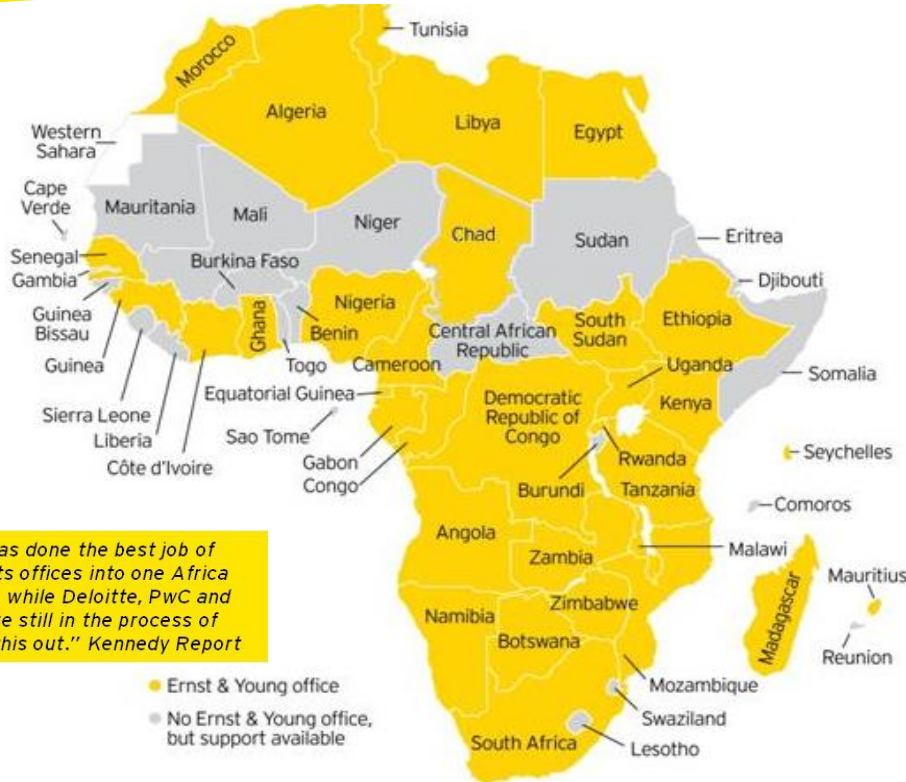 Tunisia
Morocco
Algeria
Libya
Egypt
Western
Sahara
Cape
Verde
Mauritania
Mali
Niger
Chad
Sudan
Eritrea
Senegal
Gambia
Burkina Faso
Djibouti
Guinea
Bissau
Nigeria
Ghana
Benin
Central African
Republic
South
Sudan
Ethiopia
Guinea
Togo
Cameroon
Uganda
Somalia
Equatorial Guinea
Democratic
Republic of
Congo
Kenya
Sierra Leone
Liberia
Sao Tome
Côte d'Ivoire
Gabon
Congo
Rwanda
Seychelles
Burundi
Tanzania
Comoros
Angola
Malawi
Zambia
Mauritius
Zimbabwe
Madagascar
Namibia
Botswana
Reunion
Mozambique
Swaziland
South Africa
Lesotho
as done the best job of
ts offices into one Africa
while Deloitte, PwC and
e still in the process of
his out." Kennedy Report
Ernst & Young office
No Ernst & Young office,
but support available